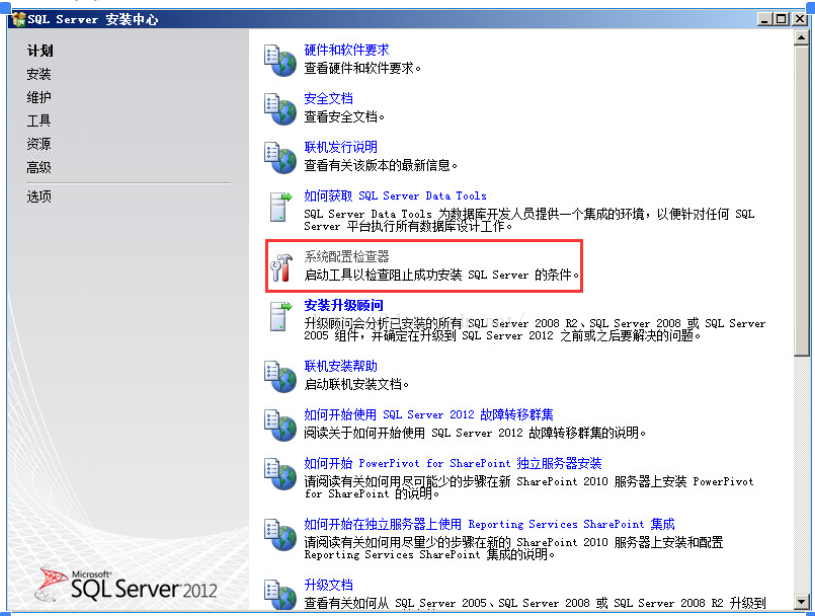 SQL Server 安装中心
计划
安装
维护
工具
资源
高级
选项
硬件和软件要求
查看硬件和软件要求。
安全文档
查看安全文档。
联机发行说明
查看有关该版本的最新信息。
如何获取 SQL Server Data Tools
SQL Server Data Tools 为数据库开发人员提供一个集成的环境，以便针对任何 SQL
Server 平台执行所有数据库设计工作。
系统配置检查器
启动工具以检查阻止成功安装 SQL Server 的条件。
安装升级顾问
升级顾问会分析已安装的所有 SQL Server 2008 R2、SQL Server 2008 或 SQL Server
2005 组件，并确定在升级到 SQL Server 2012 之前或之后要解决的问题。
联机安装帮助
启动联机安装文档。
如何开始使用 SQL Server 2012 故障转移群集
阅读关于如何开始使用 SQL Server 2012 故障转移群集的说明。
如何开始 PowerPivot for SharePoint 独立服务器安装
请阅读有关如何用尽可能少的步骤在新 SharePoint 2010 服务器上安装 PowerPivot
for SharePoint 的说明。
如何开始在独立服务器上使用 Reporting Services SharePoint 集成
请阅读有关如何用尽量少的步骤在新的 SharePoint 2010 服务器上安装和配置
Reporting Services SharePoint 集成的说明。
升级文档
查看有关如何从 SQL Server 2005、SQL Server 2008 或 SQL Server 2008 R2 升级到
Microsoft
SQL Server 2012